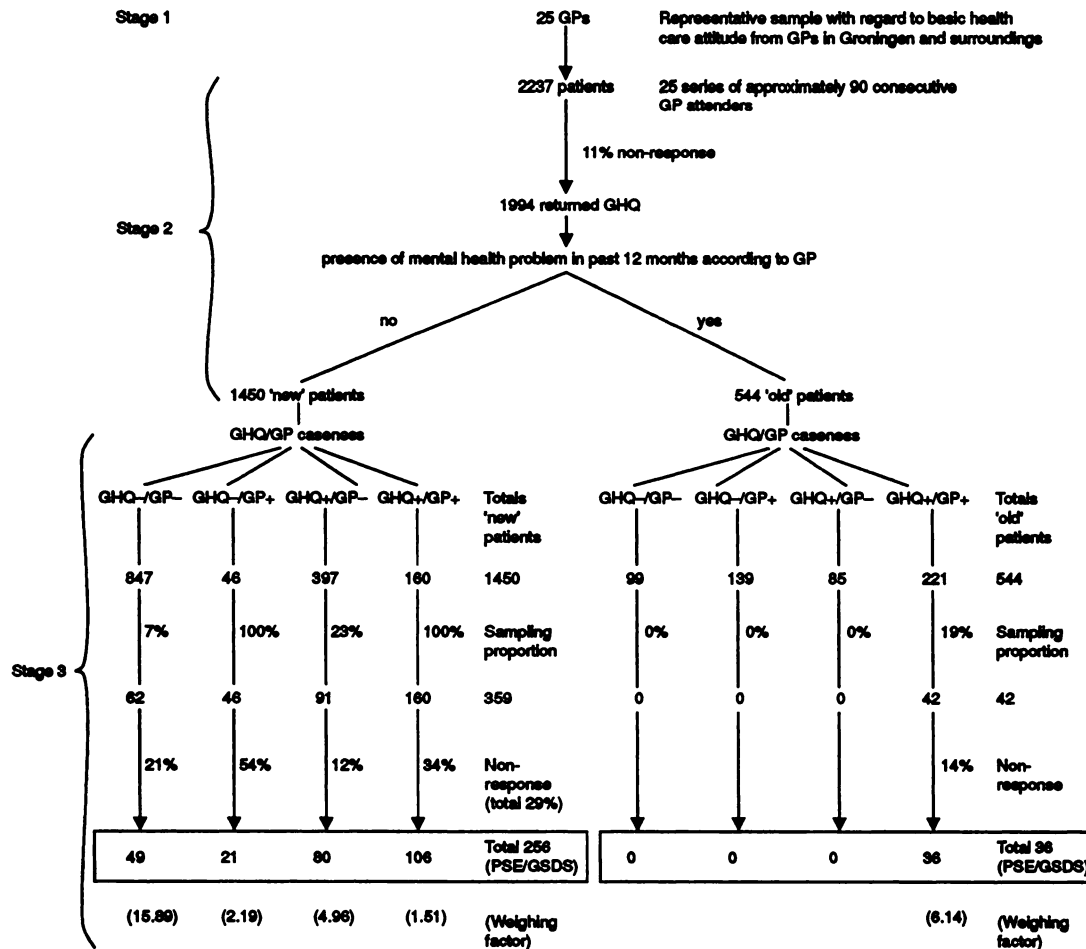 Stage 1
25 GPs
Representative sample with regard to basic health
care attitude from GPs in Groningen and surroundings
2237 patients
25 series of approximately 90 consecutive
GP attenders
11% non-response
1994 returned GHQ
Stage 2
presence of mental health problem in past 12 months according to GP
no
yes
1450 'new' patients
544 'old' patients
GHQ/GP caseness
GHQ/GP caseness
GHQ–/GP–
GHQ–/GP+
GHQ+/GP–
GHQ+/GP+
Totals
'new'
patients
GHQ–/GP–
GHQ–/GP+
GHQ+/GP–
GHQ+/GP+
Totals
'old'
patients
847
46
397
160
1450
99
139
85
221
544
7%
100%
23%
100%
Sampling
proportion
0%
0%
0%
19%
Sampling
proportion
Stage 3
62
46
91
160
359
0
0
0
42
42
21%
54%
12%
34%
Non-
response
(total 29%)
14%
Non-
response
49
21
80
106
Total 256
(PSE/GSDS)
0
0
0
36
Total 36
(PSE/GSDS)
(15.89)
(2.19)
(4.96)
(1.51)
(Weighing
factor)
(6.14)
(Weighing
factor)